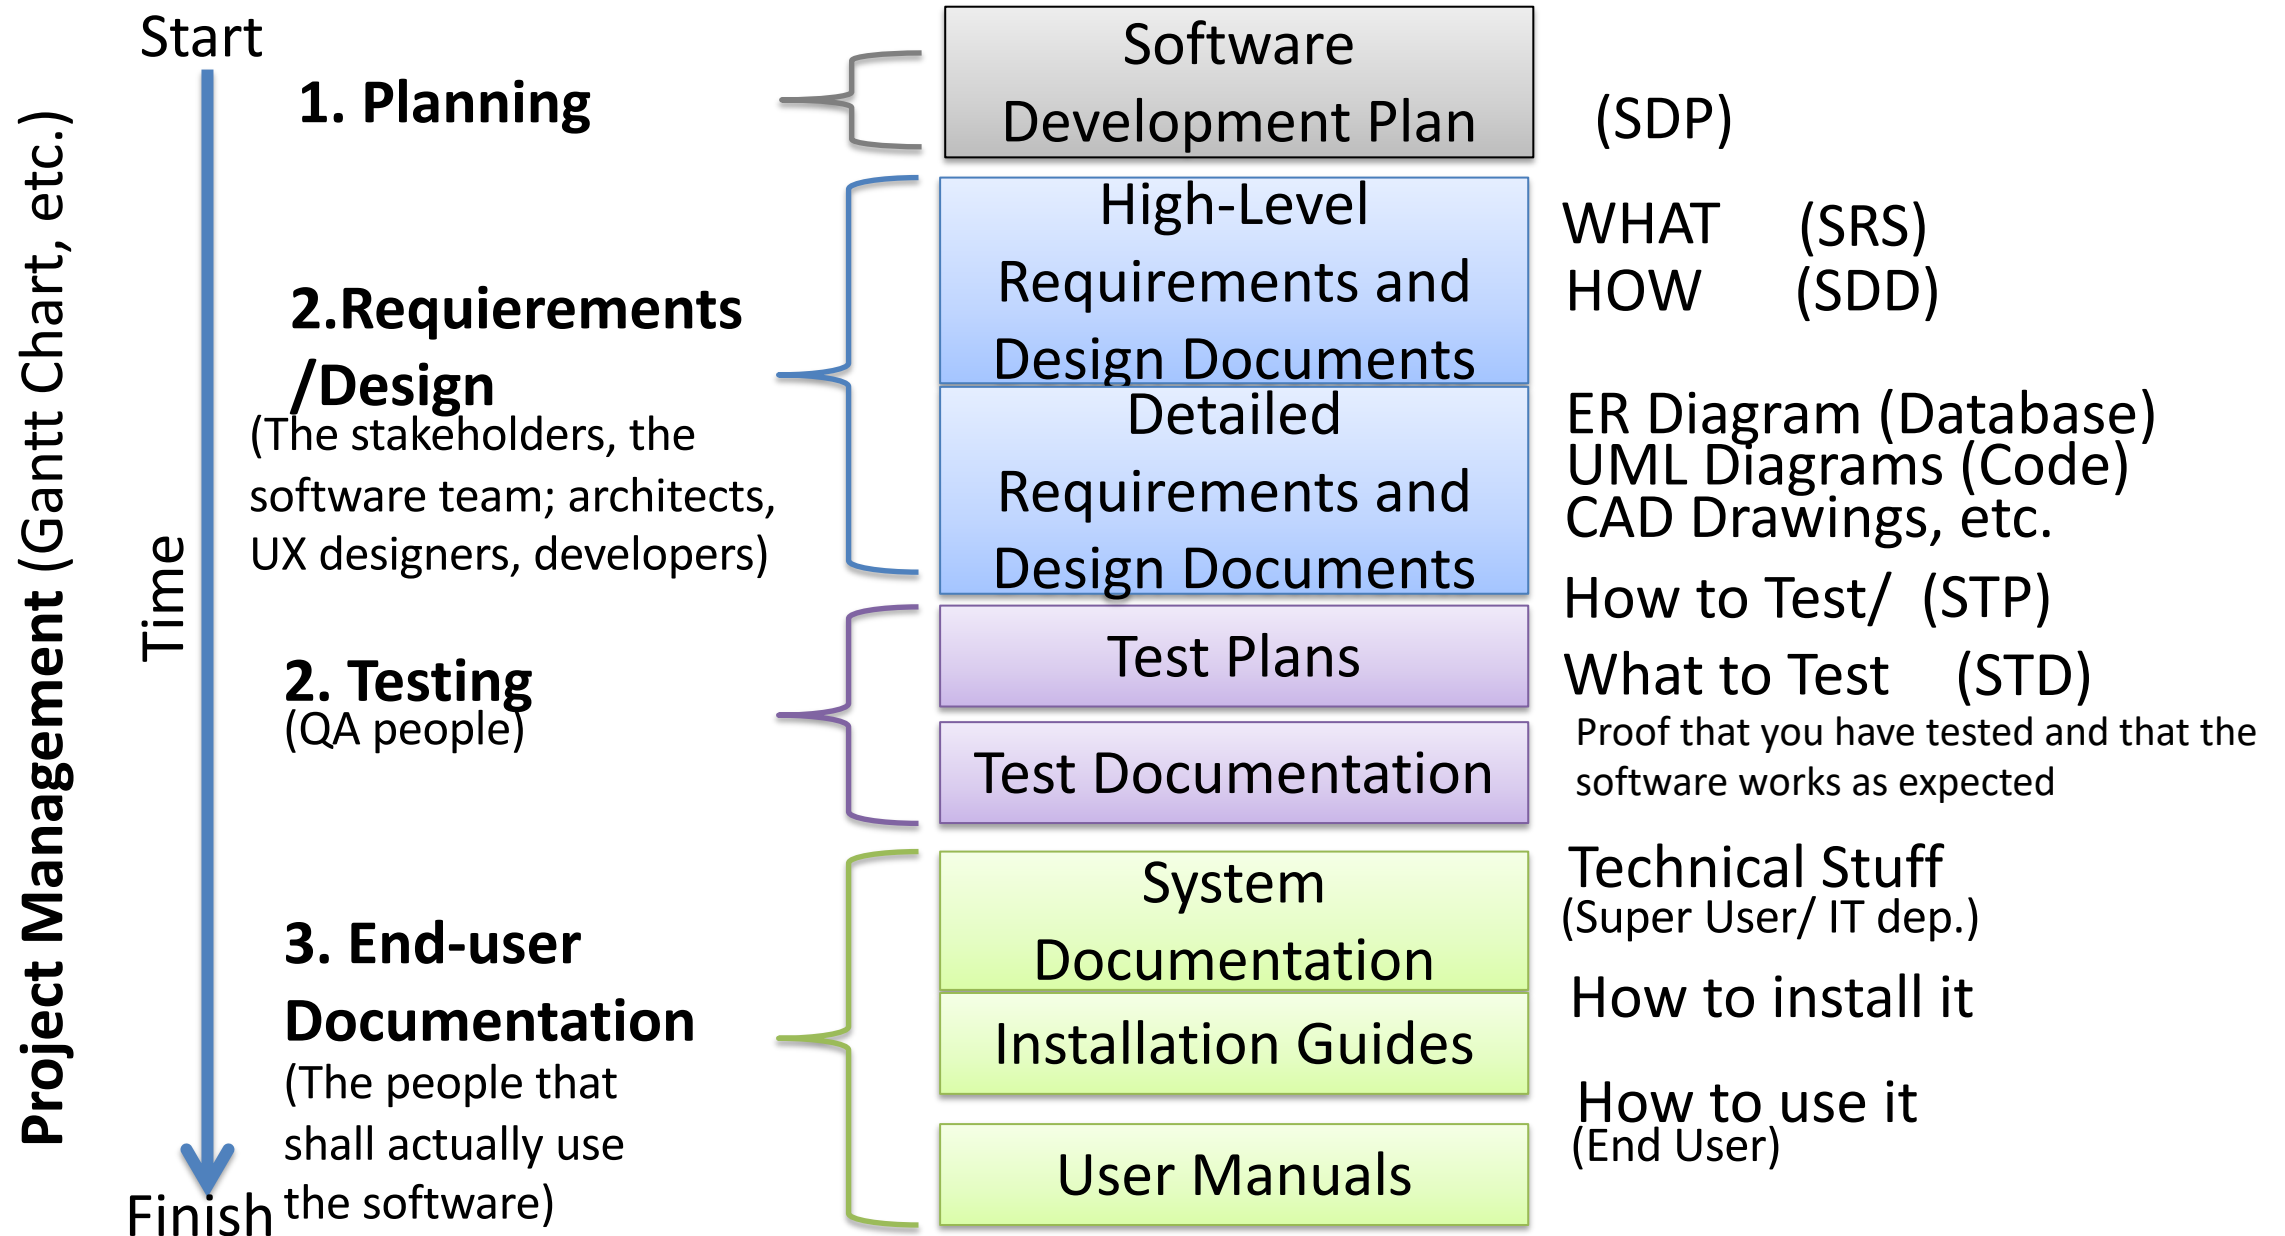 Project Management (Gantt Chart, etc.)
Start
Time
Finish
1. Planning
Software
Development Plan
(SDP)
2.Requierements
/Design
(The stakeholders, the
software team; architects,
UX designers, developers)
High-Level
Requirements and
Design Documents
WHAT (SRS)
HOW (SDD)
Detailed
Requirements and
Design Documents
ER Diagram (Database)
UML Diagrams (Code)
CAD Drawings, etc.
2. Testing
(QA people)
Test Plans
How to Test/ (STP)
What to Test (STD)
Test Documentation
Proof that you have tested and that the
software works as expected
3. End-user
Documentation
(The people that
shall actually use
the software)
System
Documentation
Technical Stuff
(Super User/ IT dep.)
Installation Guides
How to install it
User Manuals
How to use it
(End User)